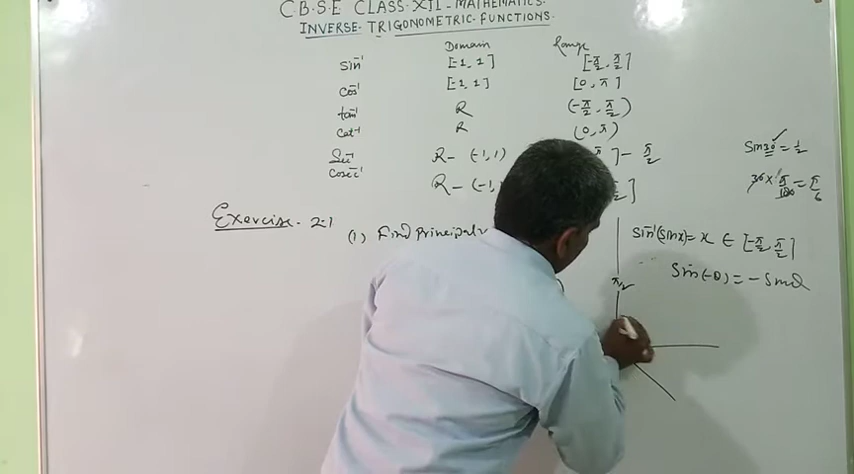 C.B.S.E CLASS XII - MATHEMATICS.
INVERSE- TRIGONOMETRIC-FUNCTIONS.
Domain Range
sin⁻¹ [-1, 1] [-π/2, π/2]
cos⁻¹ [-1, 1] [0, π]
tan⁻¹ R (-π/2, π/2)
Cot⁻¹ R (0, π)
Sec⁻¹ R - (-1, 1) ] - π/2
Cosec⁻¹ R - (-1, ]
Sin30 = 1/2
30 × π/180 = π/6
Exercise - 2.1
(1) Find principal
sin⁻¹(sinx) = x ∈ [-π/2, π/2]
Sin(-θ) = -Sinθ
π/2